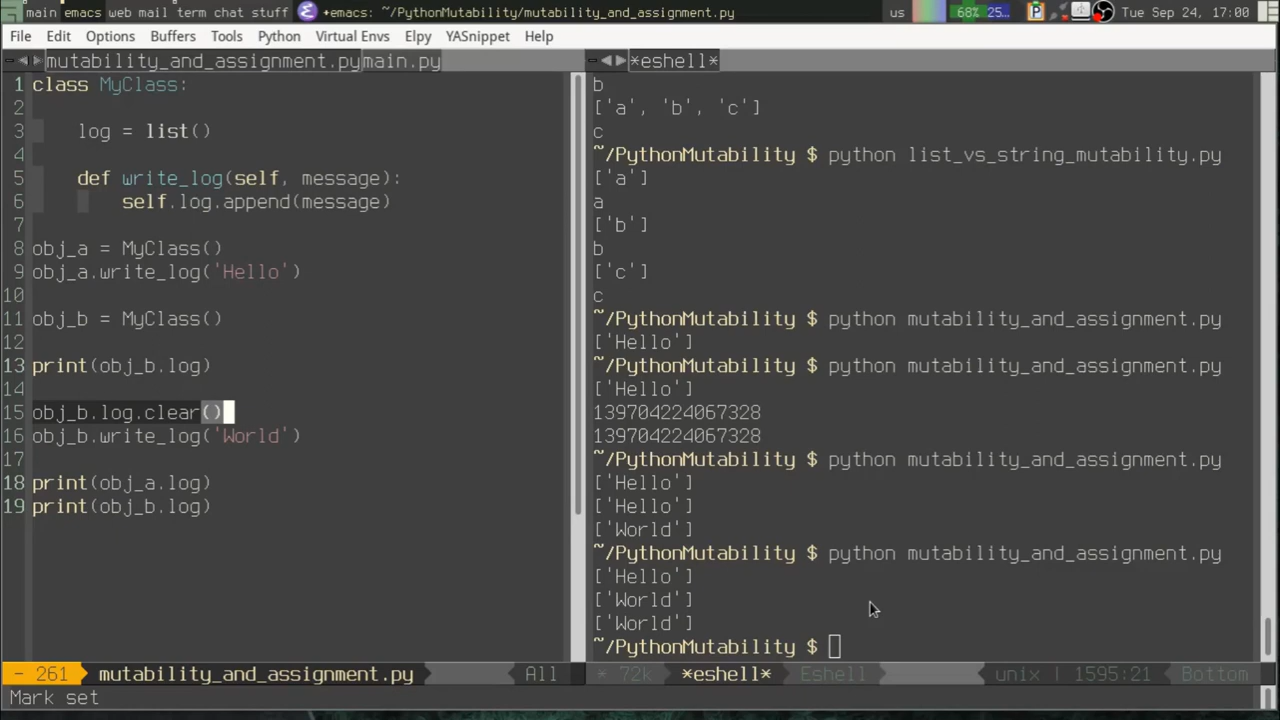 main emacs web mail term chat stuff +emacs: ~/PythonMutability/mutability_and_assignment.py us 68% 25... Tue Sep 24, 17:00
File Edit Options Buffers Tools Python Virtual Envs Elpy YASnippet Help
mutability_and_assignment.py main.py
1 class MyClass:
2
3 log = list()
4
5 def write_log(self, message):
6 self.log.append(message)
7
8 obj_a = MyClass()
9 obj_a.write_log('Hello')
10
11 obj_b = MyClass()
12
13 print(obj_b.log)
14
15 obj_b.log.clear()
16 obj_b.write_log('World')
17
18 print(obj_a.log)
19 print(obj_b.log)
- 261 mutability_and_assignment.py All
*eshell*
b
['a', 'b', 'c']
c
~/PythonMutability $ python list_vs_string_mutability.py
['a']
a
['b']
b
['c']
c
~/PythonMutability $ python mutability_and_assignment.py
['Hello']
~/PythonMutability $ python mutability_and_assignment.py
['Hello']
139704224067328
139704224067328
~/PythonMutability $ python mutability_and_assignment.py
['Hello']
['Hello']
['World']
~/PythonMutability $ python mutability_and_assignment.py
['Hello']
['World']
['World']
~/PythonMutability $
* 72k *eshell* Eshell unix | 1595:21 Bottom
Mark set